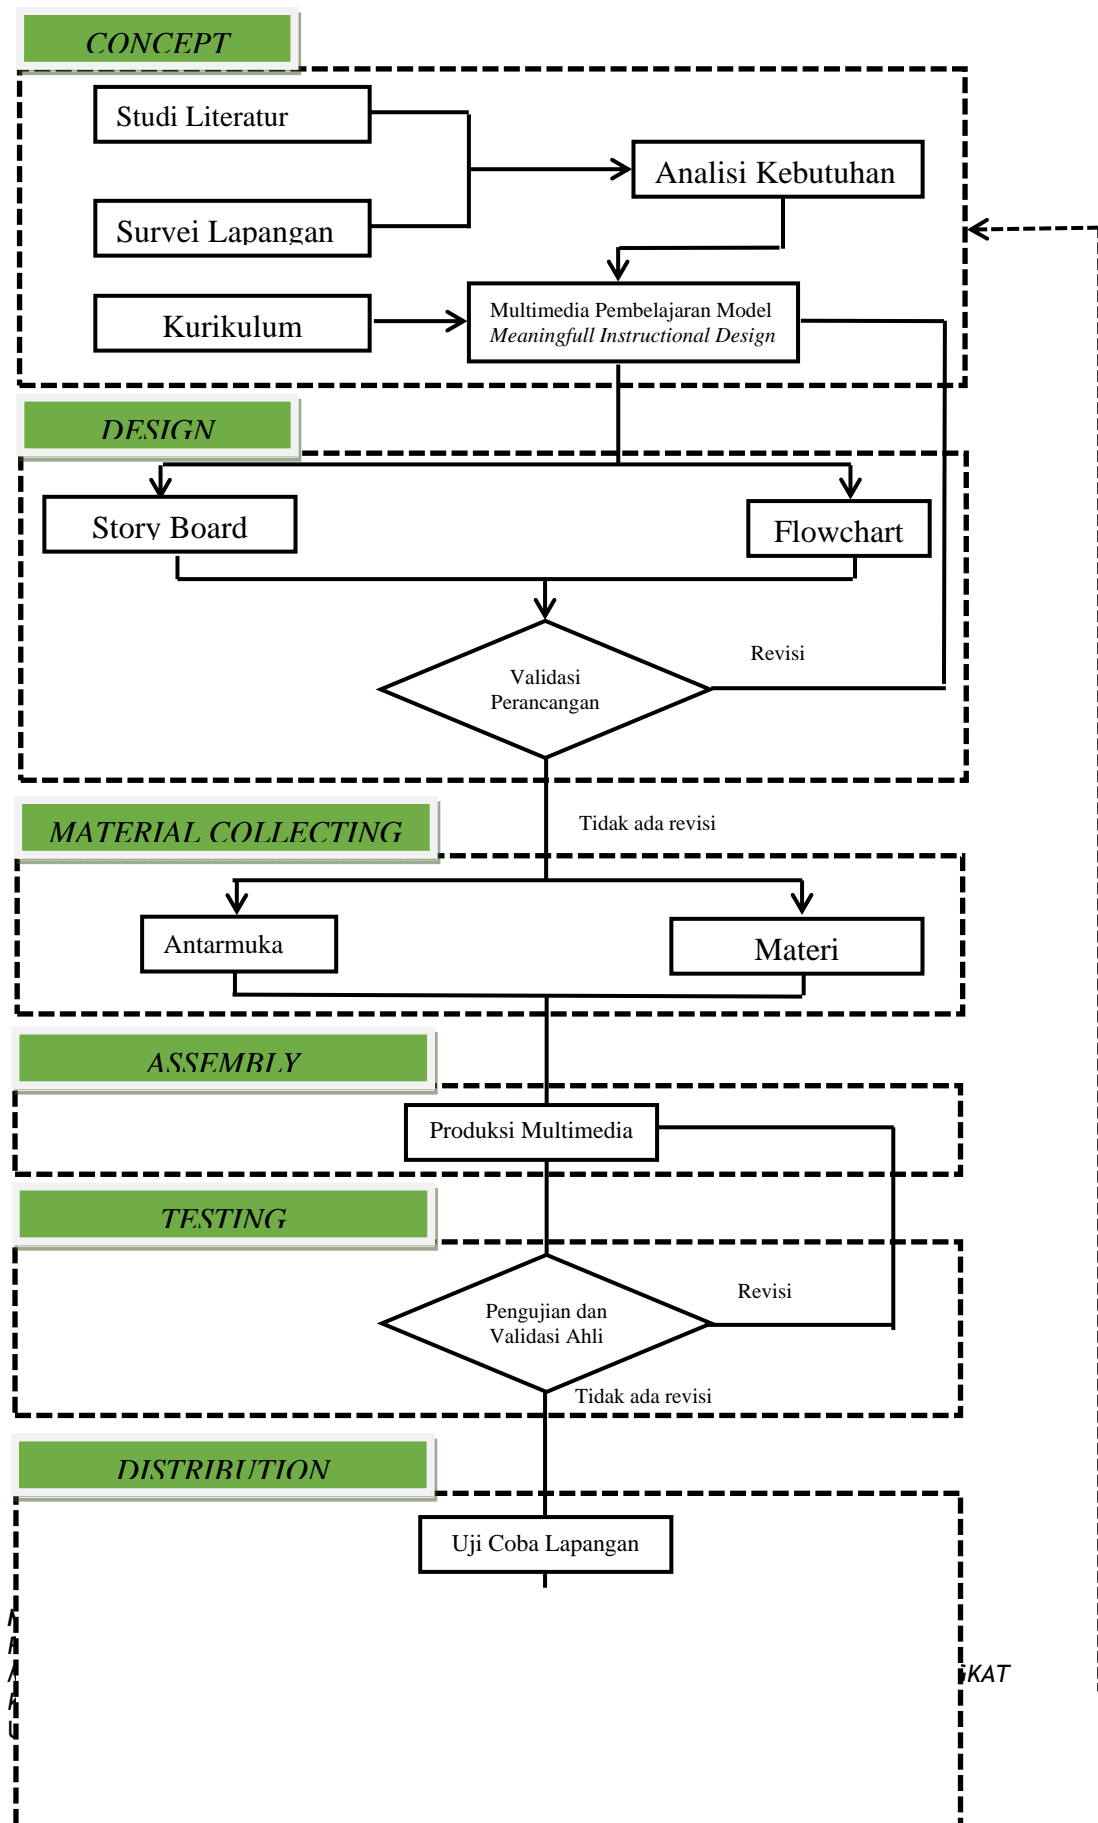 CONCEPT
Studi Literatur
Analisi Kebutuhan
Survei Lapangan
Kurikulum
Multimedia Pembelajaran Model
Meaningfull Instructional Design
DESIGN
Story Board
Flowchart
Validasi
Perancangan
Revisi
Tidak ada revisi
MATERIAL COLLECTING
Antarmuka
Materi
ASSEMBLY
Produksi Multimedia
TESTING
Pengujian dan
Validasi Ahli
Revisi
Tidak ada revisi
DISTRIBUTION
Uji Coba Lapangan